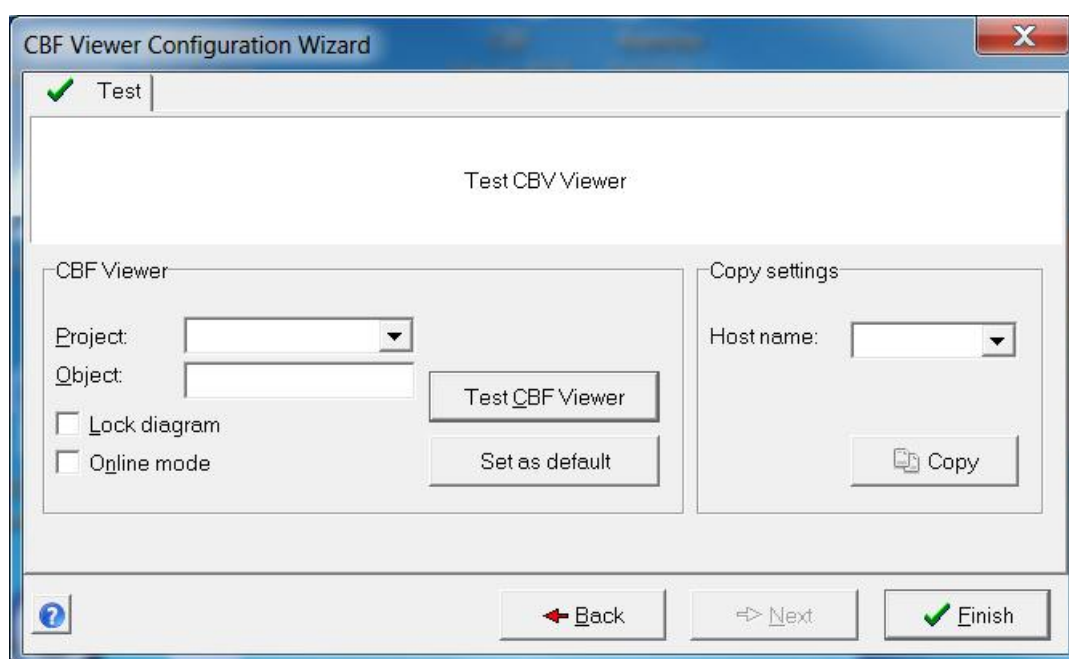 CBF Viewer Configuration Wizard
Test
Test CBV Viewer
CBF Viewer
Copy settings
Project:
Host name:
Object:
Test CBF Viewer
Lock diagram
Online mode
Set as default
Copy
Back
Next
Finish